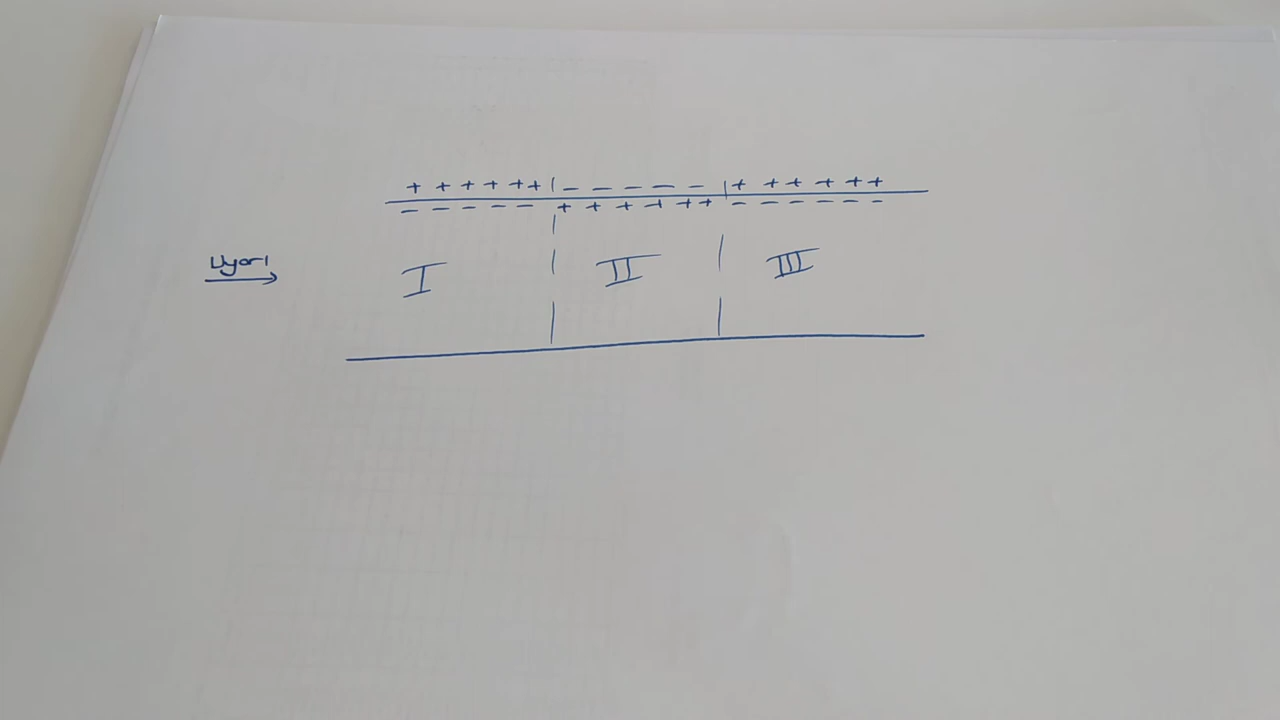 + + + + + + | - - - - - | + + + + + +
- - - - - + + + + + + - - - - - -
Uyarı
I II III